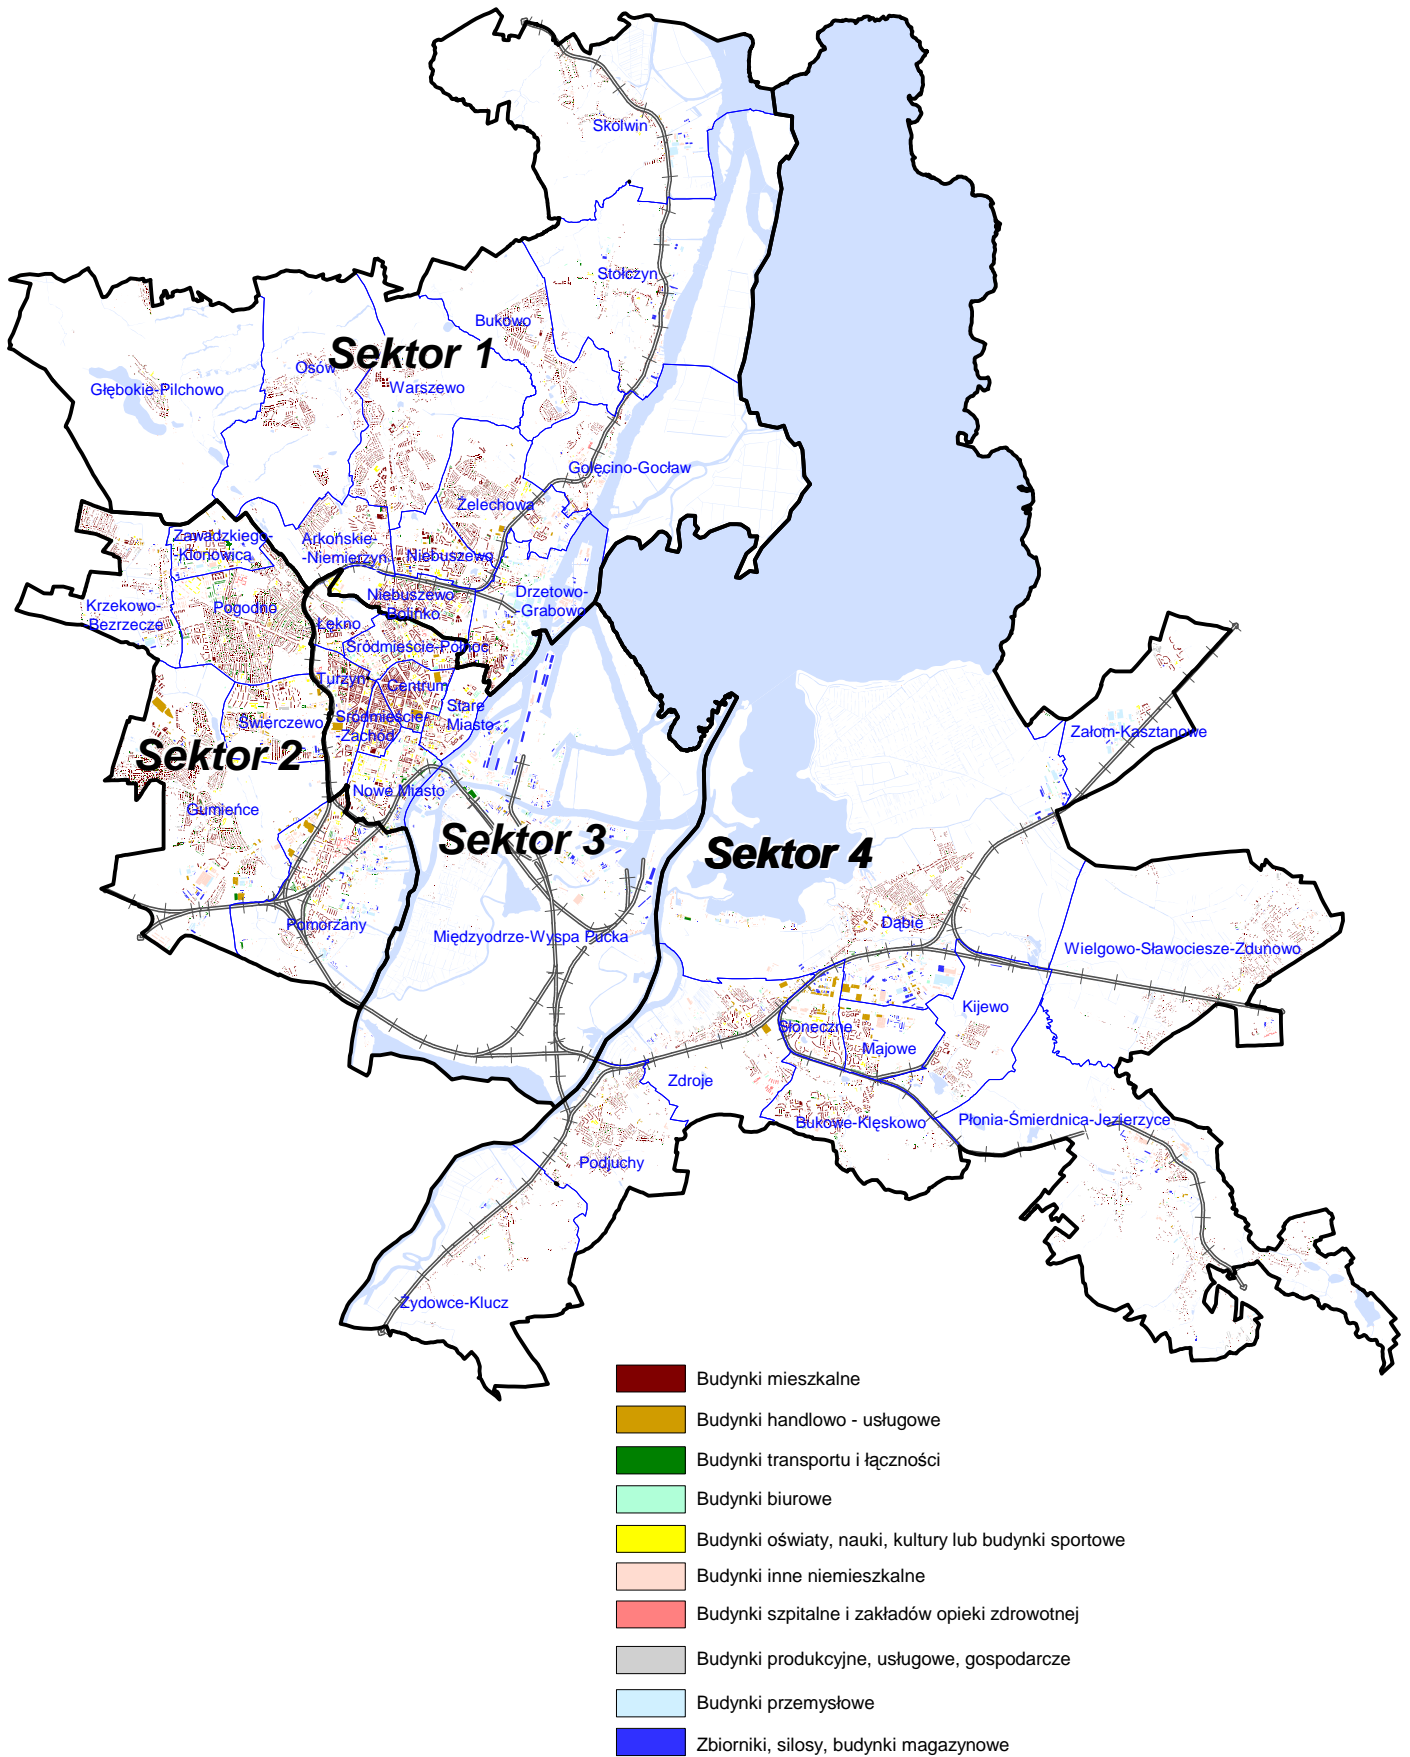 Skolwin
Stołczyn
Bukowo
Sektor 1
Osów
Warszewo
Głębokie-Pilchowo
Golęcino-Gocław
Żelechowa
Zawadzkiego-
-Klonowica
Arkońskie-
-Niemierzyn
Niebuszewo
Drzetowo-
-Grabowo
Krzekowo-
Bezrzecze
Pogodno
Niebuszewo
Bolinko
Łękno
Śródmieście-Północ
Turzyn
Centrum
Stare
Miasto
Świerczewo
Śródmieście-
-Zachód
Załom-Kasztanowe
Sektor 2
Nowe Miasto
Gumieńce
Sektor 3
Sektor 4
Pomorzany
Międzyodrze-Wyspa Pucka
Dąbie
Wielgowo-Sławociesze-Zdunowo
Kijewo
Słoneczne
Majowe
Zdroje
Bukowe-Klęskowo
Płonia-Śmierdnica-Jezierzyce
Podjuchy
Żydowce-Klucz
Budynki mieszkalne
Budynki handlowo - usługowe
Budynki transportu i łączności
Budynki biurowe
Budynki oświaty, nauki, kultury lub budynki sportowe
Budynki inne niemieszkalne
Budynki szpitalne i zakładów opieki zdrowotnej
Budynki produkcyjne, usługowe, gospodarcze
Budynki przemysłowe
Zbiorniki, silosy, budynki magazynowe